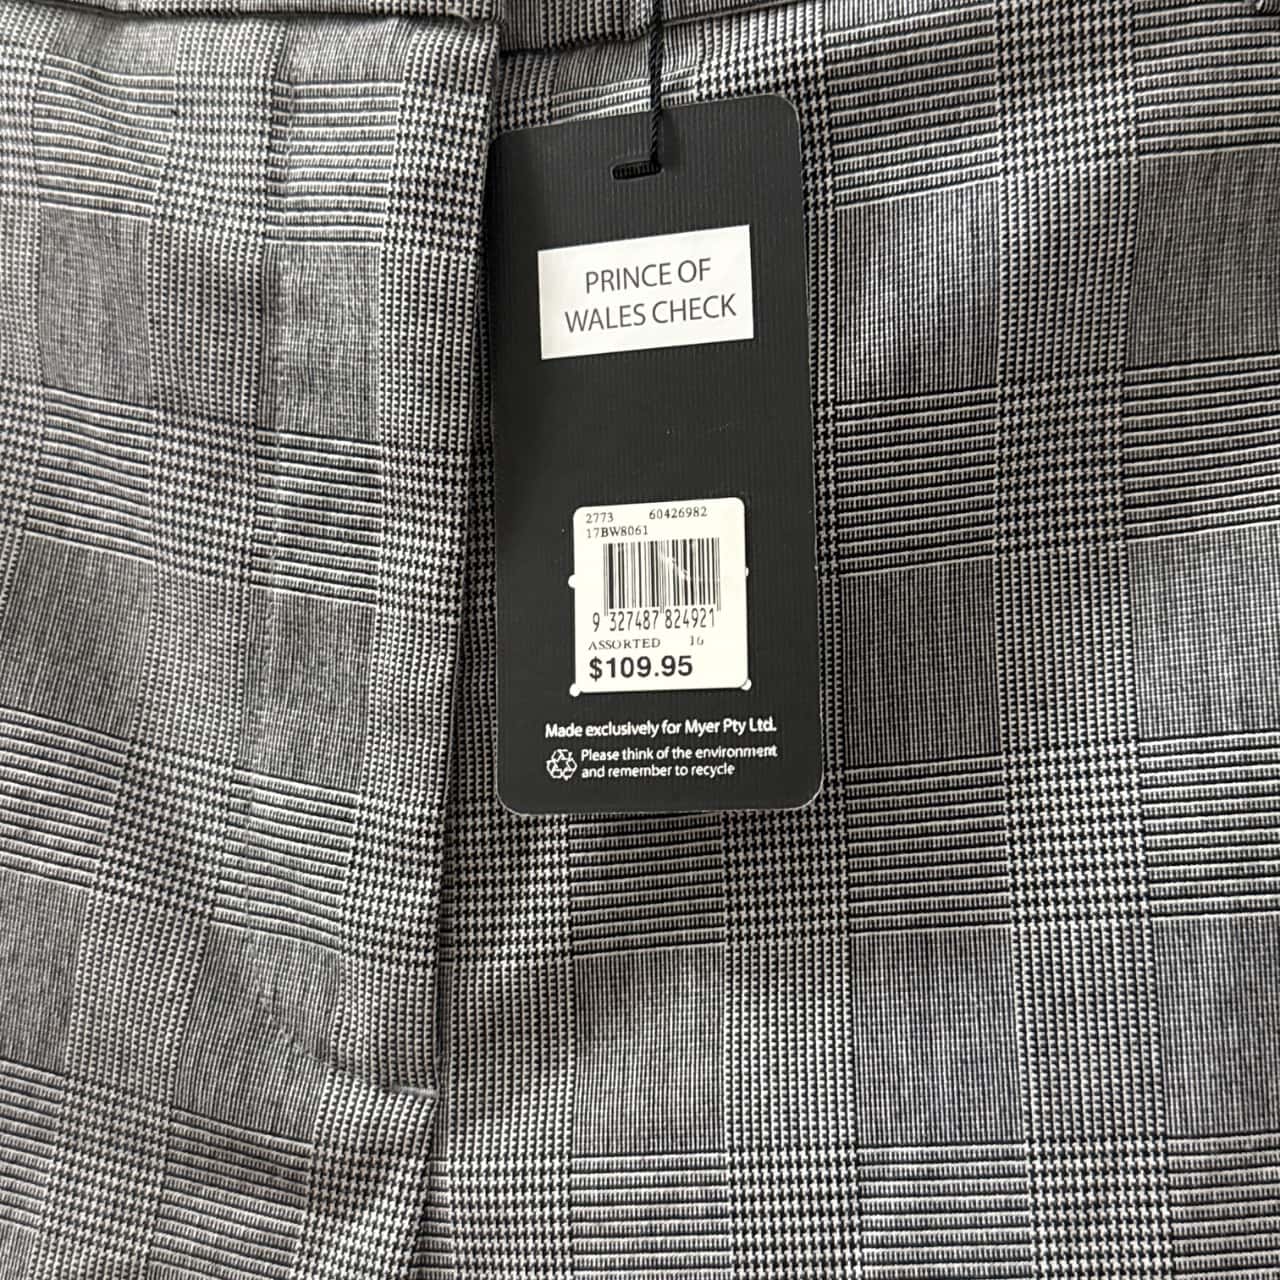 PRINCE OF
WALES CHECK
2773 60426982
17BW8061
9 327487 824921
ASSORTED 16
$109.95
Made exclusively for Myer Pty Ltd.
Please think of the environment
and remember to recycle